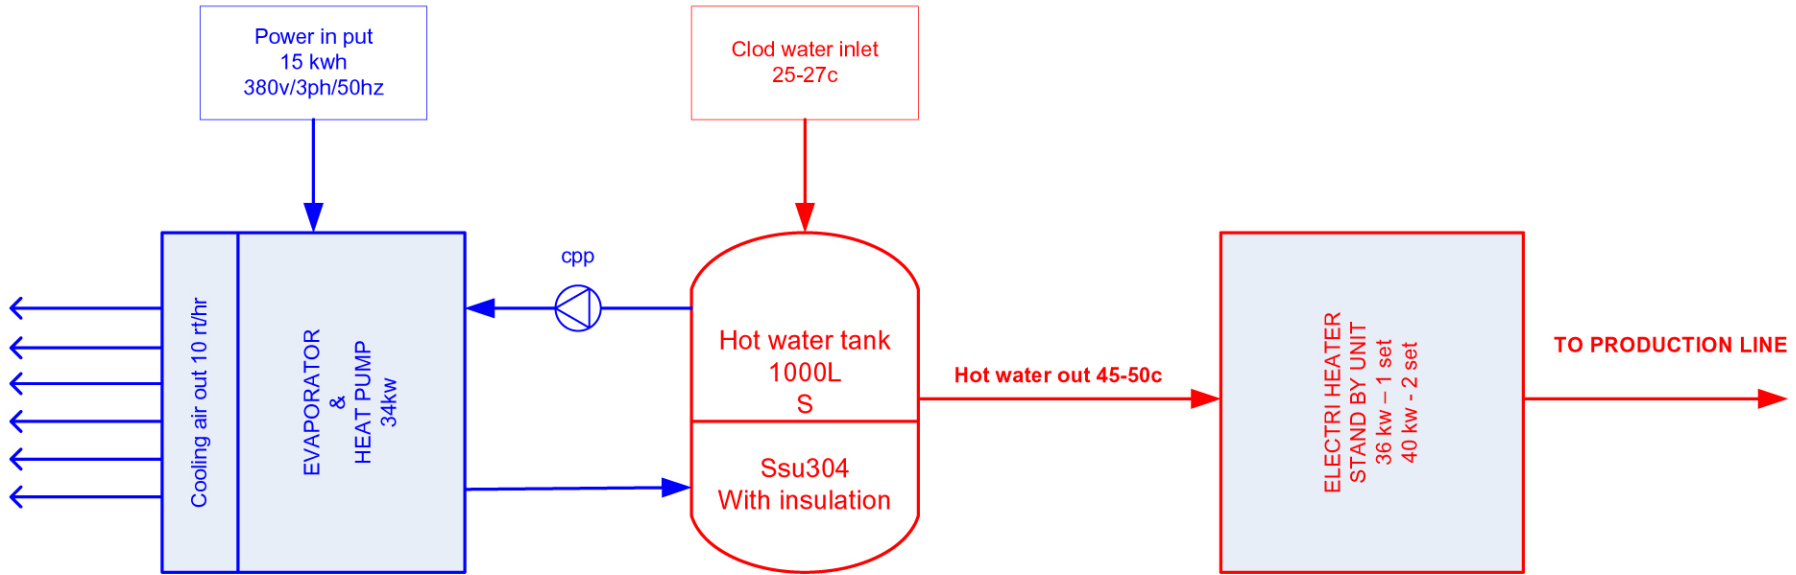 Power in put
15 kwh
380v/3ph/50hz
Clod water inlet
25-27c
cpp
Cooling air out 10 rt/hr
EVAPORATOR
&
HEAT PUMP
34kw
Hot water tank
1000L
S
Ssu304
With insulation
Hot water out 45-50c
ELECTRI HEATER
STAND BY UNIT
36 kw – 1 set
40 kw - 2 set
TO PRODUCTION LINE